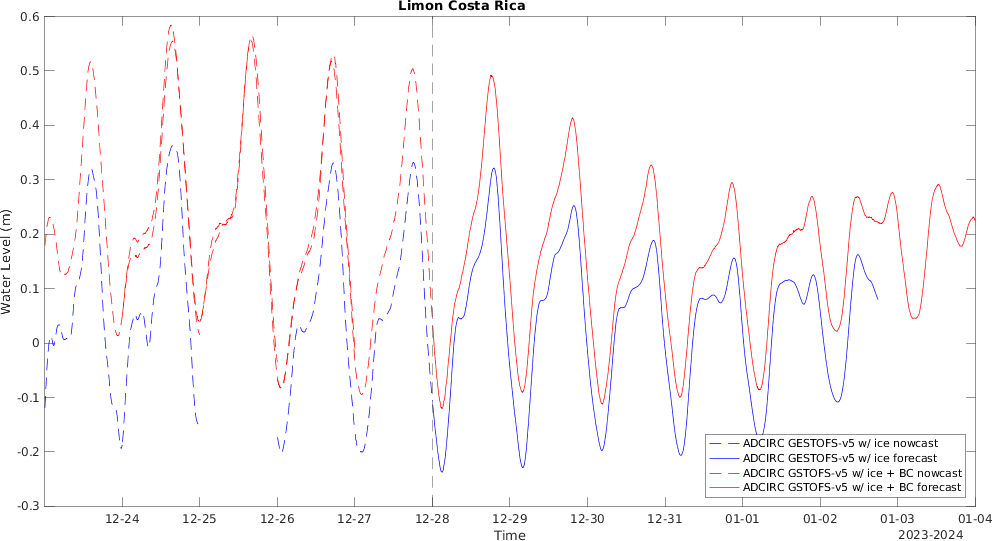 Limon Costa Rica
0.6
0.5
0.4
0.3
0.2
0.1
0
-0.1
-0.2
-0.3
Water Level (m)
ADCIRC GESTOFS-v5 w/ ice nowcast
ADCIRC GESTOFS-v5 w/ ice forecast
ADCIRC GSTOFS-v5 w/ ice + BC nowcast
ADCIRC GSTOFS-v5 w/ ice + BC forecast
12-24 12-25 12-26 12-27 12-28 12-29 12-30 12-31 01-01 01-02 01-03 01-04
Time
2023-2024